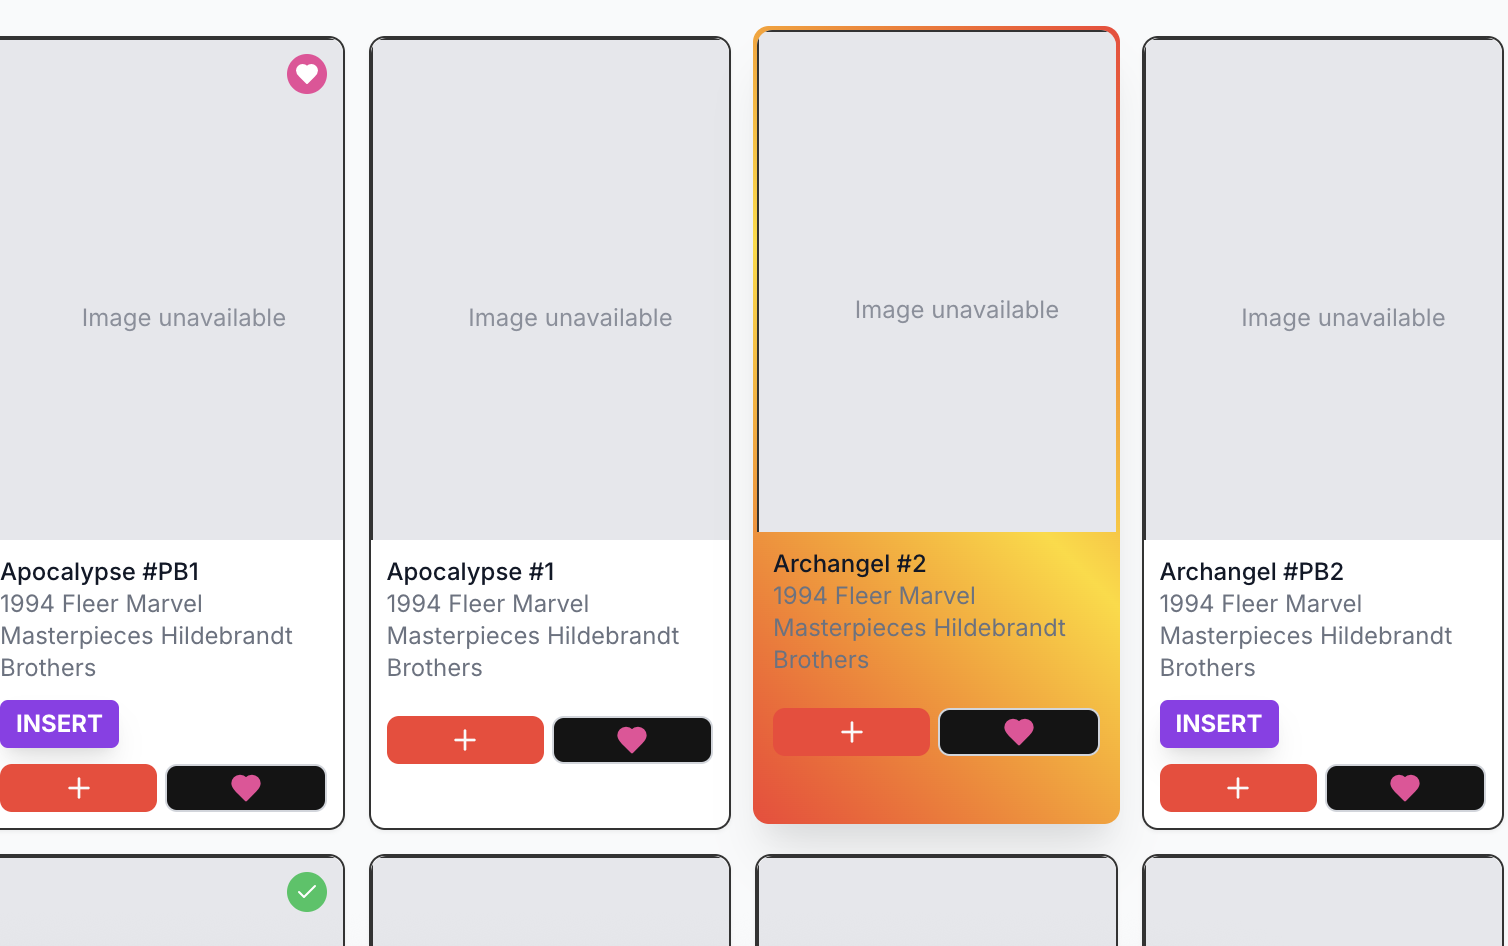 Image unavailable
Image unavailable
Image unavailable
Image unavailable
Apocalypse #PB1
1994 Fleer Marvel
Masterpieces Hildebrandt
Brothers
INSERT
Apocalypse #1
1994 Fleer Marvel
Masterpieces Hildebrandt
Brothers
Archangel #2
1994 Fleer Marvel
Masterpieces Hildebrandt
Brothers
Archangel #PB2
1994 Fleer Marvel
Masterpieces Hildebrandt
Brothers
INSERT